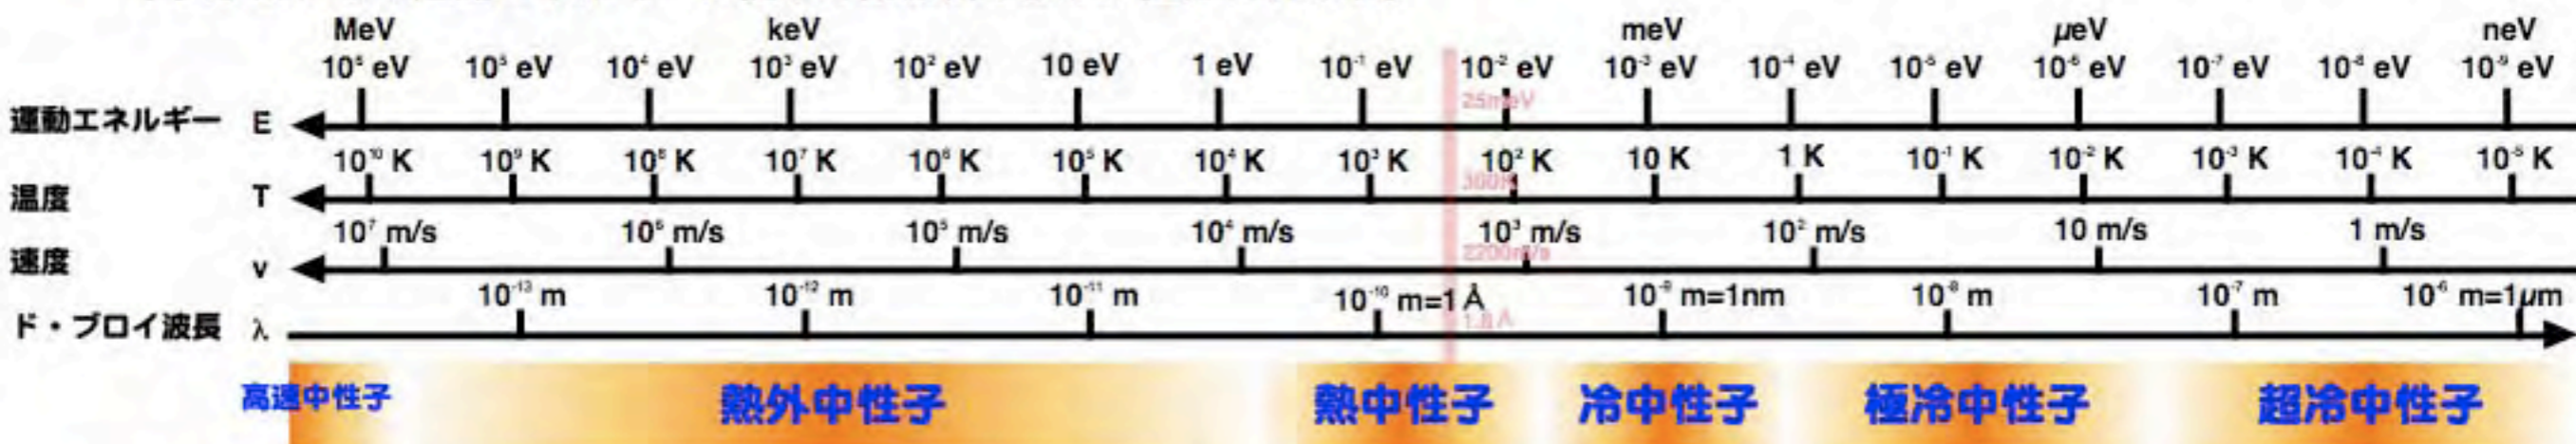 MeV keV meV μeV neV
10⁶ eV 10⁵ eV 10⁴ eV 10³ eV 10² eV 10 eV 1 eV 10⁻¹ eV 10⁻² eV 10⁻³ eV 10⁻⁴ eV 10⁻⁵ eV 10⁻⁶ eV 10⁻⁷ eV 10⁻⁸ eV 10⁻⁹ eV
25meV
運動エネルギー E
10¹⁰ K 10⁹ K 10⁸ K 10⁷ K 10⁶ K 10⁵ K 10⁴ K 10³ K 10² K 10 K 1 K 10⁻¹ K 10⁻² K 10⁻³ K 10⁻⁴ K 10⁻⁵ K
300K
温度 T
10⁷ m/s 10⁶ m/s 10⁵ m/s 10⁴ m/s 10³ m/s 10² m/s 10 m/s 1 m/s
2200m/s
速度 v
10⁻¹³ m 10⁻¹² m 10⁻¹¹ m 10⁻¹⁰ m=1 Å 10⁻⁹ m=1nm 10⁻⁸ m 10⁻⁷ m 10⁻⁶ m=1μm
1.8 Å
ド・ブロイ波長 λ
高速中性子 熱外中性子 熱中性子 冷中性子 極冷中性子 超冷中性子